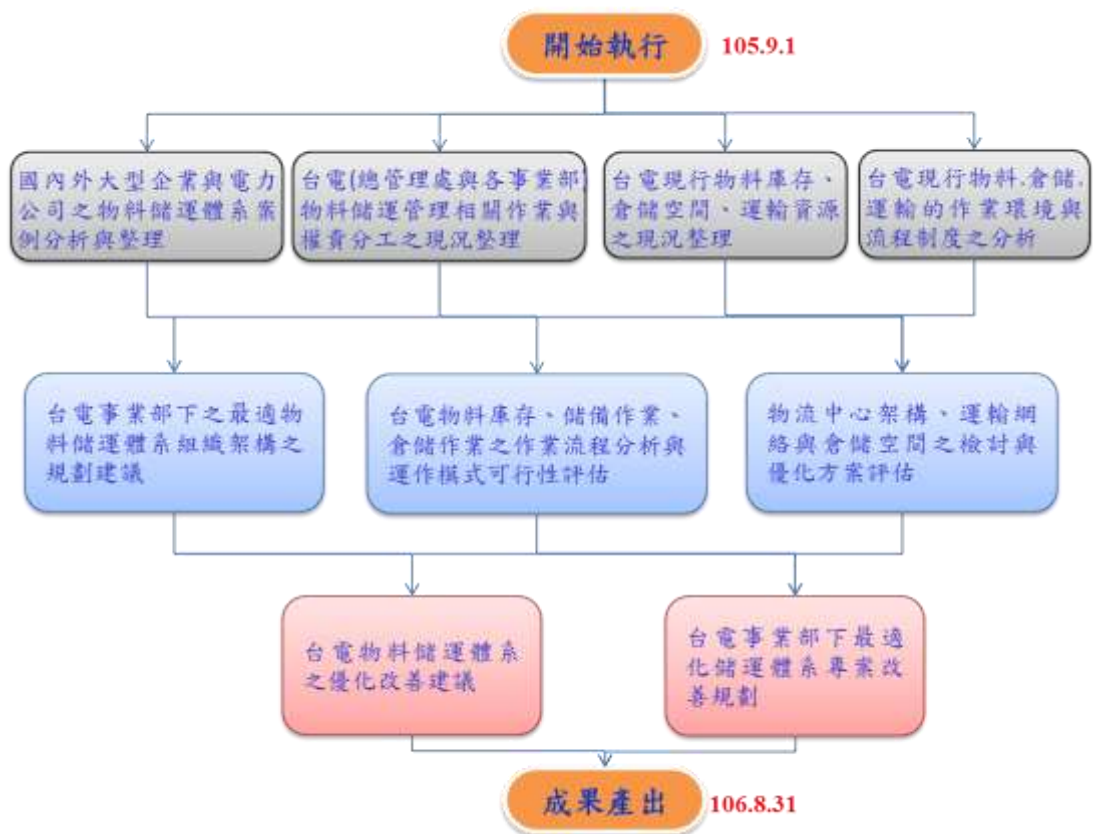 開始執行
105.9.1
國內外大型企業與電力
公司之物料儲運體系案
例分析與整理
台電(總管理處與各事業部)
物料儲運管理相關作業與
權責分工之現況整理
台電現行物料庫存、
倉儲空間、運輸資源
之現況整理
台電現行物料.倉儲.
運輸的作業環境與
流程制度之分析
台電事業部下之最適物
料儲運體系組織架構之
規劃建議
台電物料庫存、儲備作業、
倉儲作業之作業流程分析與
運作模式可行性評估
物流中心架構、運輸網
絡與倉儲空間之檢討與
優化方案評估
台電物料儲運體系
之優化改善建議
台電事業部下最適
化儲運體系專案改
善規劃
成果產出
106.8.31